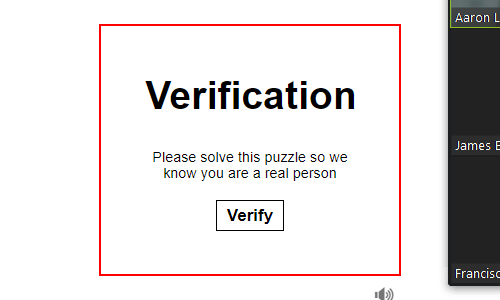 Verification
Please solve this puzzle so we
know you are a real person
Verify
Aaron L
James E
Francisc